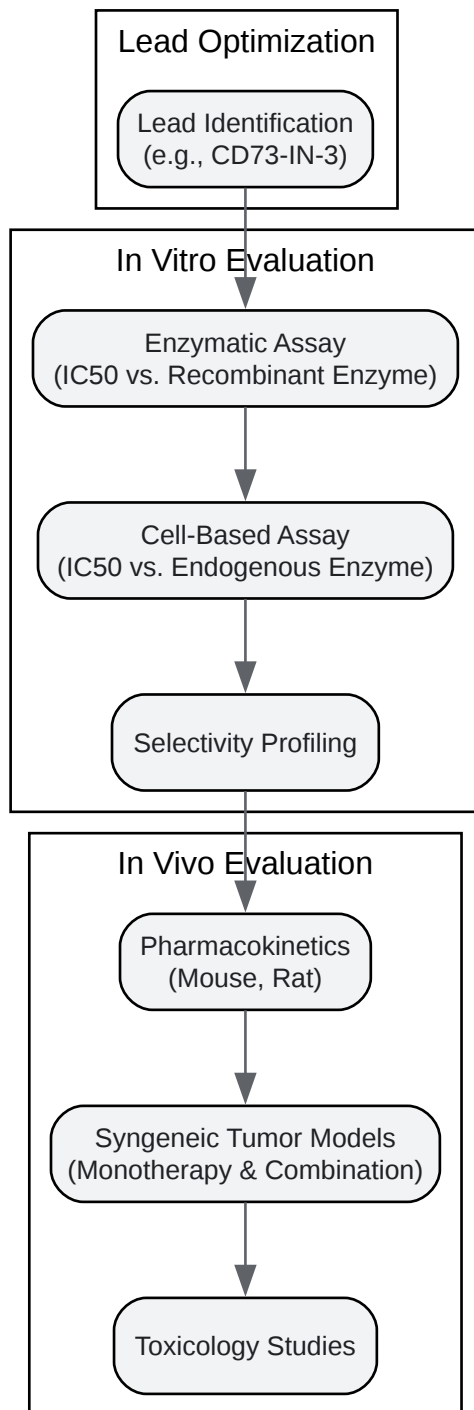 Lead Optimization
Lead Identification
(e.g., CD73-IN-3)
In Vitro Evaluation
Enzymatic Assay
(IC50 vs. Recombinant Enzyme)
Cell-Based Assay
(IC50 vs. Endogenous Enzyme)
Selectivity Profiling
In Vivo Evaluation
Pharmacokinetics
(Mouse, Rat)
Syngeneic Tumor Models
(Monotherapy & Combination)
Toxicology Studies